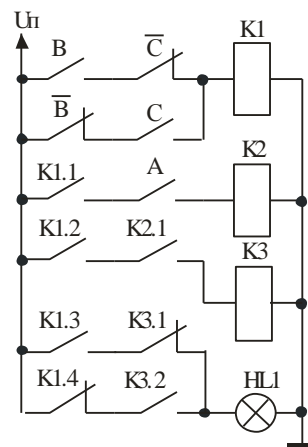 Uп
B C̅ K1
B̅ C
K1.1 A K2
K1.2 K2.1
K3
K1.3 K3.1
K1.4 K3.2 HL1